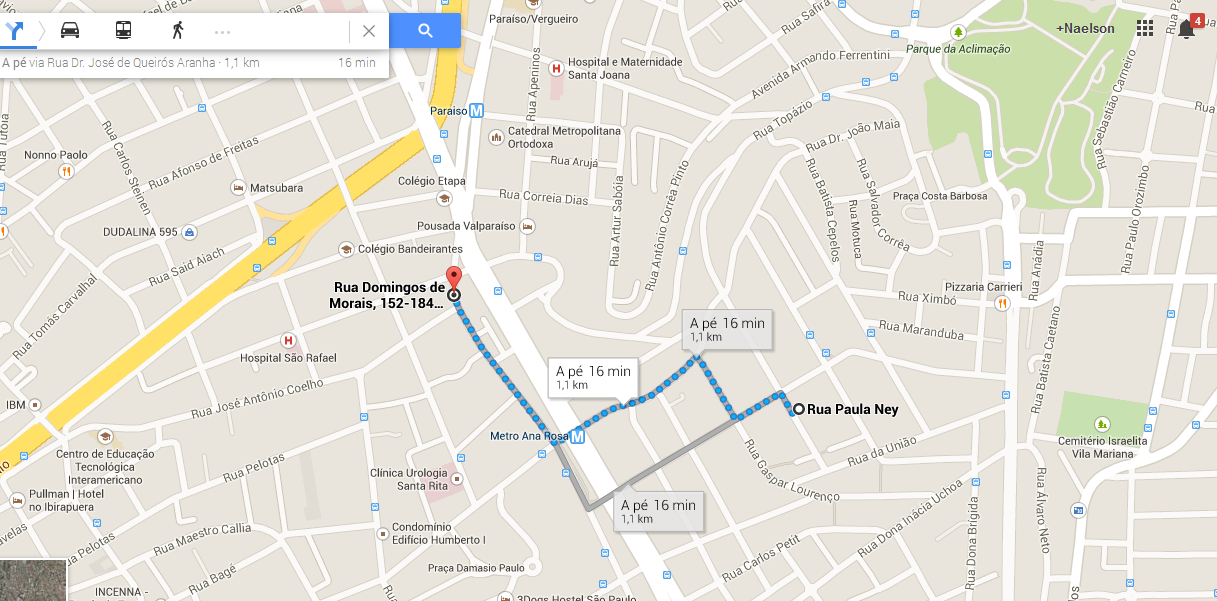 Paraíso/Vergueiro
Rua Safira
+Naelson
4
Parque da Aclimação
A pé via Rua Dr. José de Queirós Aranha · 1,1 km
16 min
Hospital e Maternidade
Santa Joana
Avenida Armando Ferrentini
Rua Apeninos
Rua Sebastião Carneiro
Paraíso
M
Rua Topázio
Rua Tutoia
Rua Carlos Steinen
Catedral Metropolitana
Ortodoxa
Rua Dr. João Maia
Nonno Paolo
Rua Afonso de Freitas
Rua Arujá
Matsubara
Colégio Etapa
Rua Correia Dias
Rua Artur Sabóia
Rua Antônio Corrêa Pinto
Rua Batista Cepelos
Rua Salvador Corrêa
Rua Motuca
Praça Costa Barbosa
Rua Paulo Orozimbo
DUDALINA 595
Pousada Valparaíso
Colégio Bandeirantes
Rua Said Aiach
Rua Anádia
Rua Tomás Carvalhal
Rua Domingos de
Morais, 152-184...
Pizzaria Carrieri
Rua Ximbó
Rua Maranduba
A pé 16 min
1,1 km
H
Hospital São Rafael
A pé 16 min
1,1 km
Rua Batista Caetano
Rua José Antônio Coelho
IBM
Rua Paula Ney
Metro Ana Rosa
M
Cemitério Israelita
Vila Mariana
Centro de Educação
Tecnológica
Interamericano
Rua Pelotas
Rua da União
Clínica Urologia
Santa Rita
Rua Gaspar Lourenço
Pullman | Hotel
no Ibirapuera
A pé 16 min
1,1 km
Rua Dona Inácia Uchoa
Rua Dona Brígida
Rua Álvaro Neto
Rua Maestro Callia
Condomínio
Edifício Humberto I
Rua Pelotas
Rua Carlos Petit
Praça Damasio Paulo
Rua Bagé
INCENNA -
3Dogs Hostel São Paulo